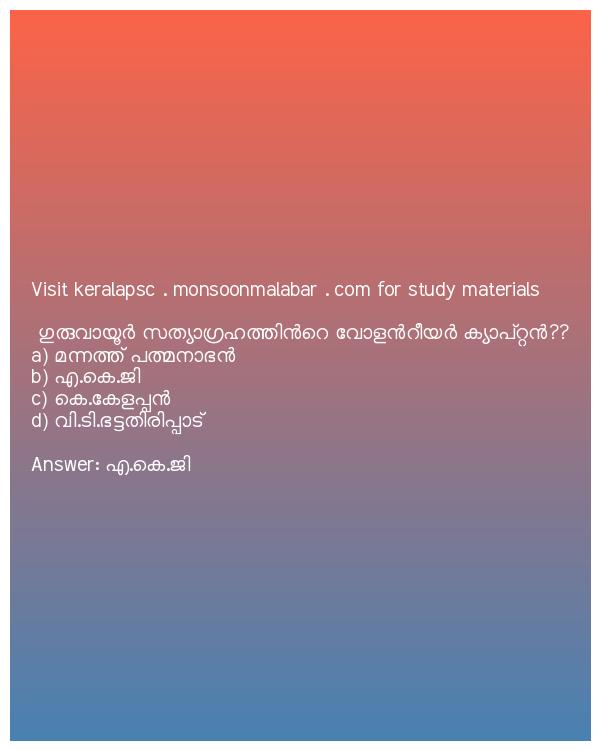 Visit keralapsc . monsoonmalabar . com for study materials
ഗുരുവായൂർ സത്യാഗ്രഹത്തിൻറെ വോളൻറീയർ ക്യാപ്റ്റൻ??
a) മന്നത്ത് പത്മനാഭൻ
b) എ.കെ.ജി
c) കെ.കേളപ്പൻ
d) വി.ടി.ഭട്ടതിരിപ്പാട്
Answer: എ.കെ.ജി